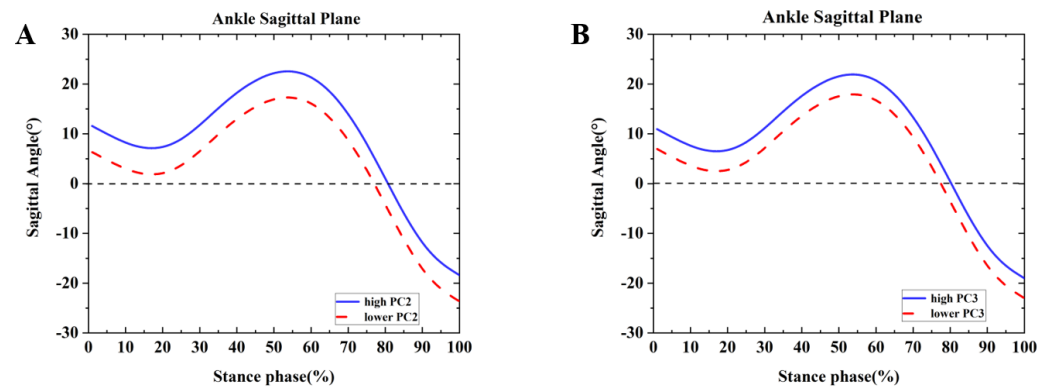 A
Ankle Sagittal Plane
Sagittal Angle(°)
30
20
10
0
-10
-20
-30
0 10 20 30 40 50 60 70 80 90 100
Stance phase(%)
high PC2
lower PC2
B
Ankle Sagittal Plane
Sagittal Angle(°)
30
20
10
0
-10
-20
-30
0 10 20 30 40 50 60 70 80 90 100
Stance phase(%)
high PC3
lower PC3